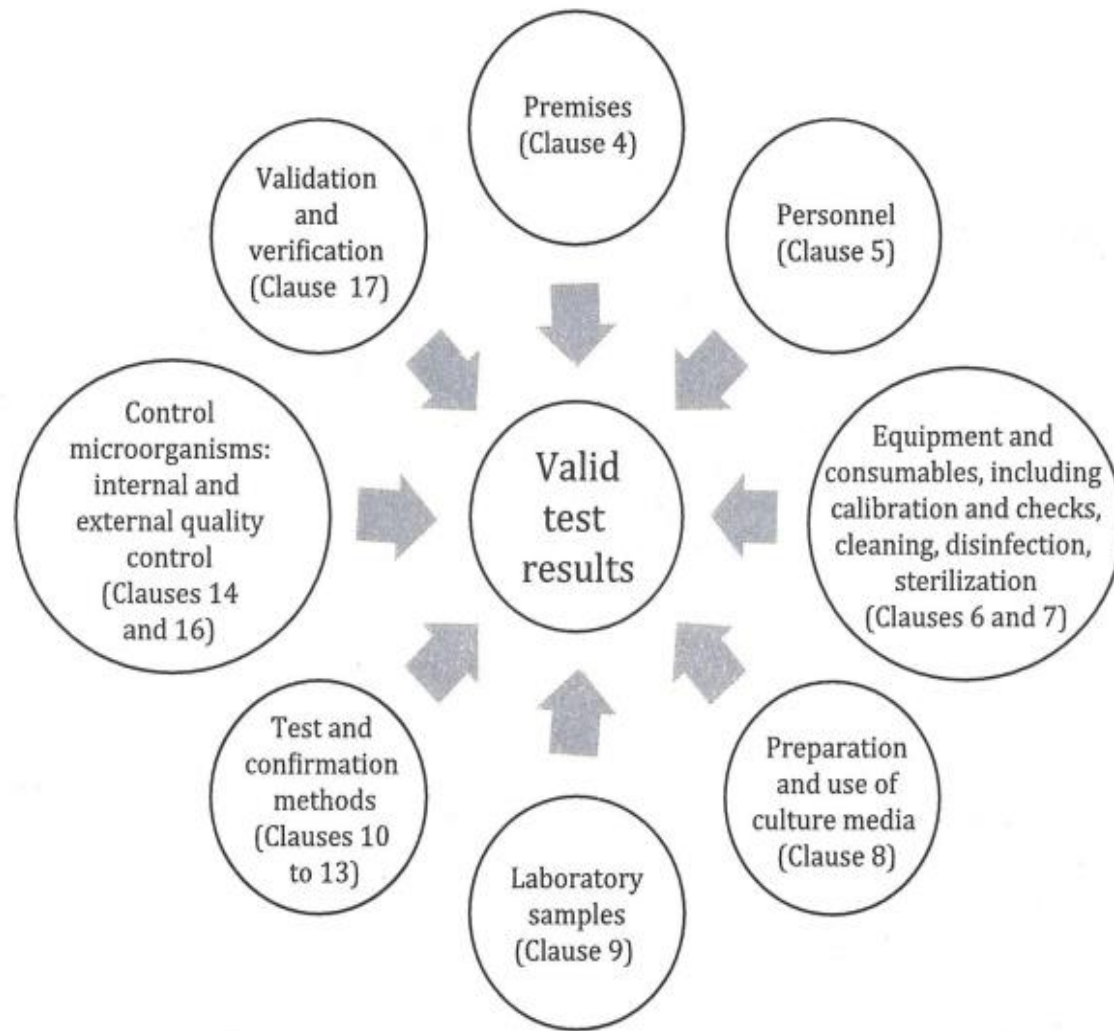 Premises
(Clause 4)
Personnel
(Clause 5)
Equipment and
consumables, including
calibration and checks,
cleaning, disinfection,
sterilization
(Clauses 6 and 7)
Preparation
and use of
culture media
(Clause 8)
Laboratory
samples
(Clause 9)
Test and
confirmation
methods
(Clauses 10
to 13)
Control
microorganisms:
internal and
external quality
control
(Clauses 14
and 16)
Validation
and
verification
(Clause 17)
Valid
test
results